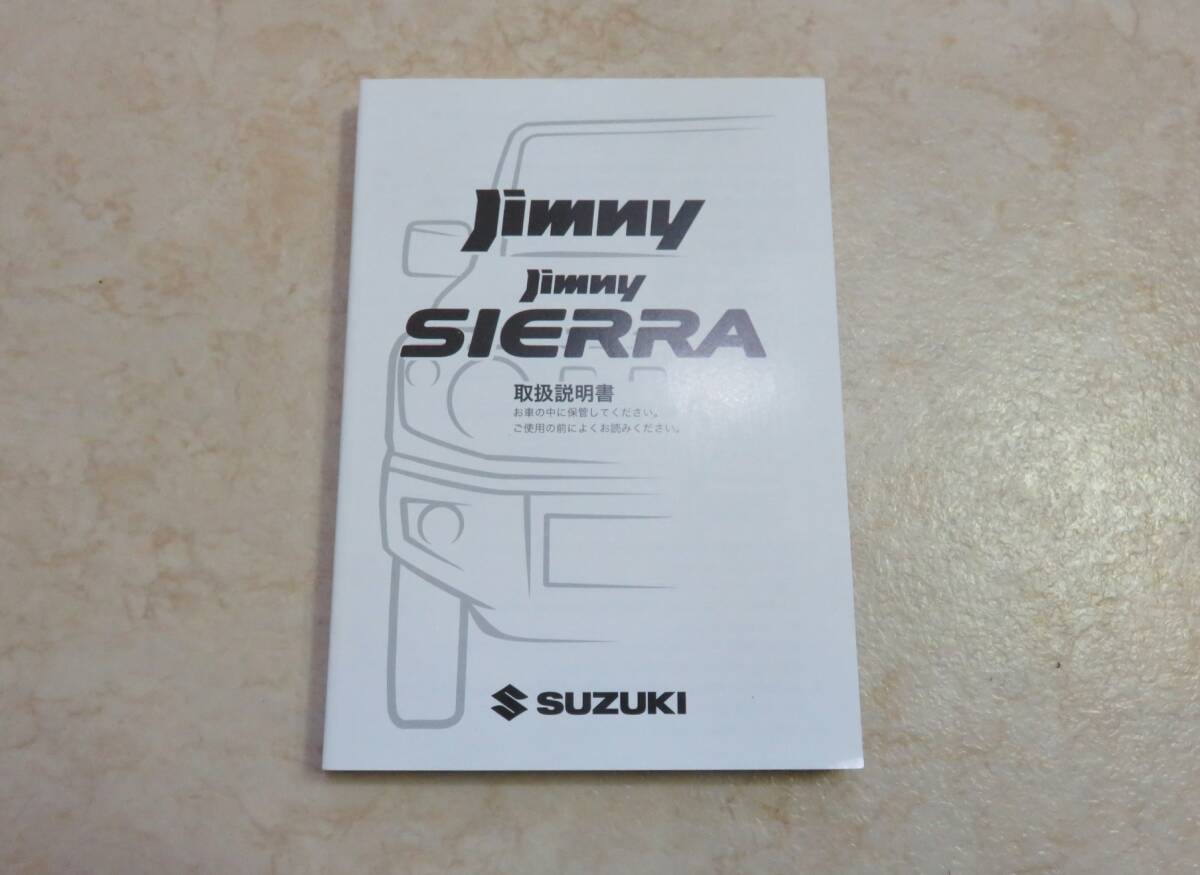 Jimny
Jimny
SIERRA
取扱説明書
お車の中に保管してください。
ご使用の前によくお読みください。
SUZUKI